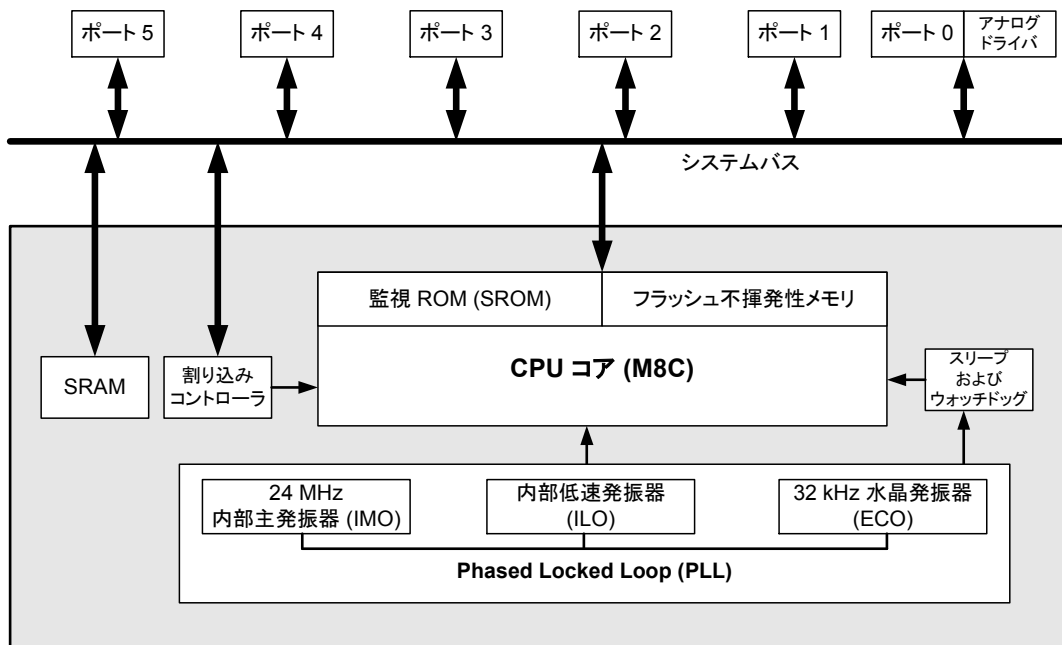 ポート 5
ポート 4
ポート 3
ポート 2
ポート 1
ポート 0
アナログ
ドライバ
システムバス
監視 ROM (SROM)
フラッシュ不揮発性メモリ
CPU コア (M8C)
SRAM
割り込み
コントローラ
スリープ
および
ウォッチドッグ
24 MHz
内部主発振器 (IMO)
内部低速発振器
(ILO)
32 kHz 水晶発振器
(ECO)
Phased Locked Loop (PLL)